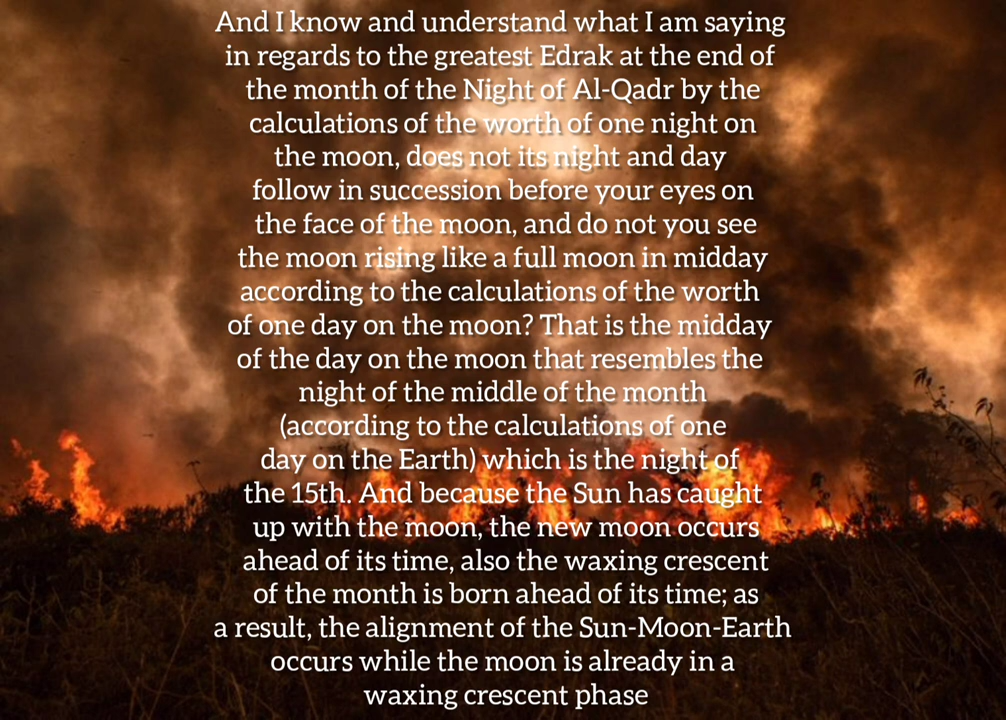 And I know and understand what I am saying
in regards to the greatest Edrak at the end of
the month of the Night of Al-Qadr by the
calculations of the worth of one night on
the moon, does not its night and day
follow in succession before your eyes on
the face of the moon, and do not you see
the moon rising like a full moon in midday
according to the calculations of the worth
of one day on the moon? That is the midday
of the day on the moon that resembles the
night of the middle of the month
(according to the calculations of one
day on the Earth) which is the night of
the 15th. And because the Sun has caught
up with the moon, the new moon occurs
ahead of its time, also the waxing crescent
of the month is born ahead of its time; as
a result, the alignment of the Sun-Moon-Earth
occurs while the moon is already in a
waxing crescent phase